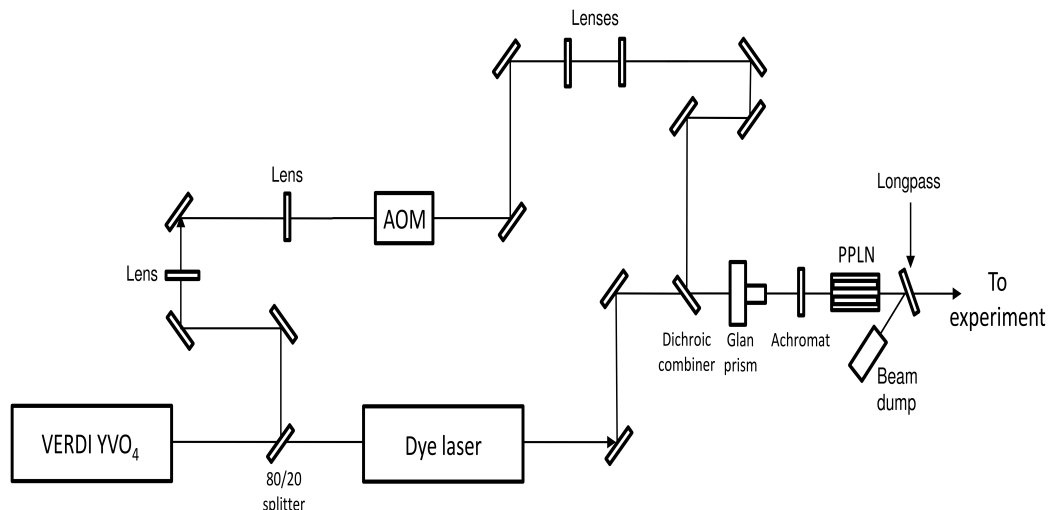 Lenses
Lens
AOM
Longpass
Lens
PPLN
To
experiment
Dichroic
combiner
Glan
prism
Achromat
Beam
dump
VERDI YVO₄
Dye laser
80/20
splitter